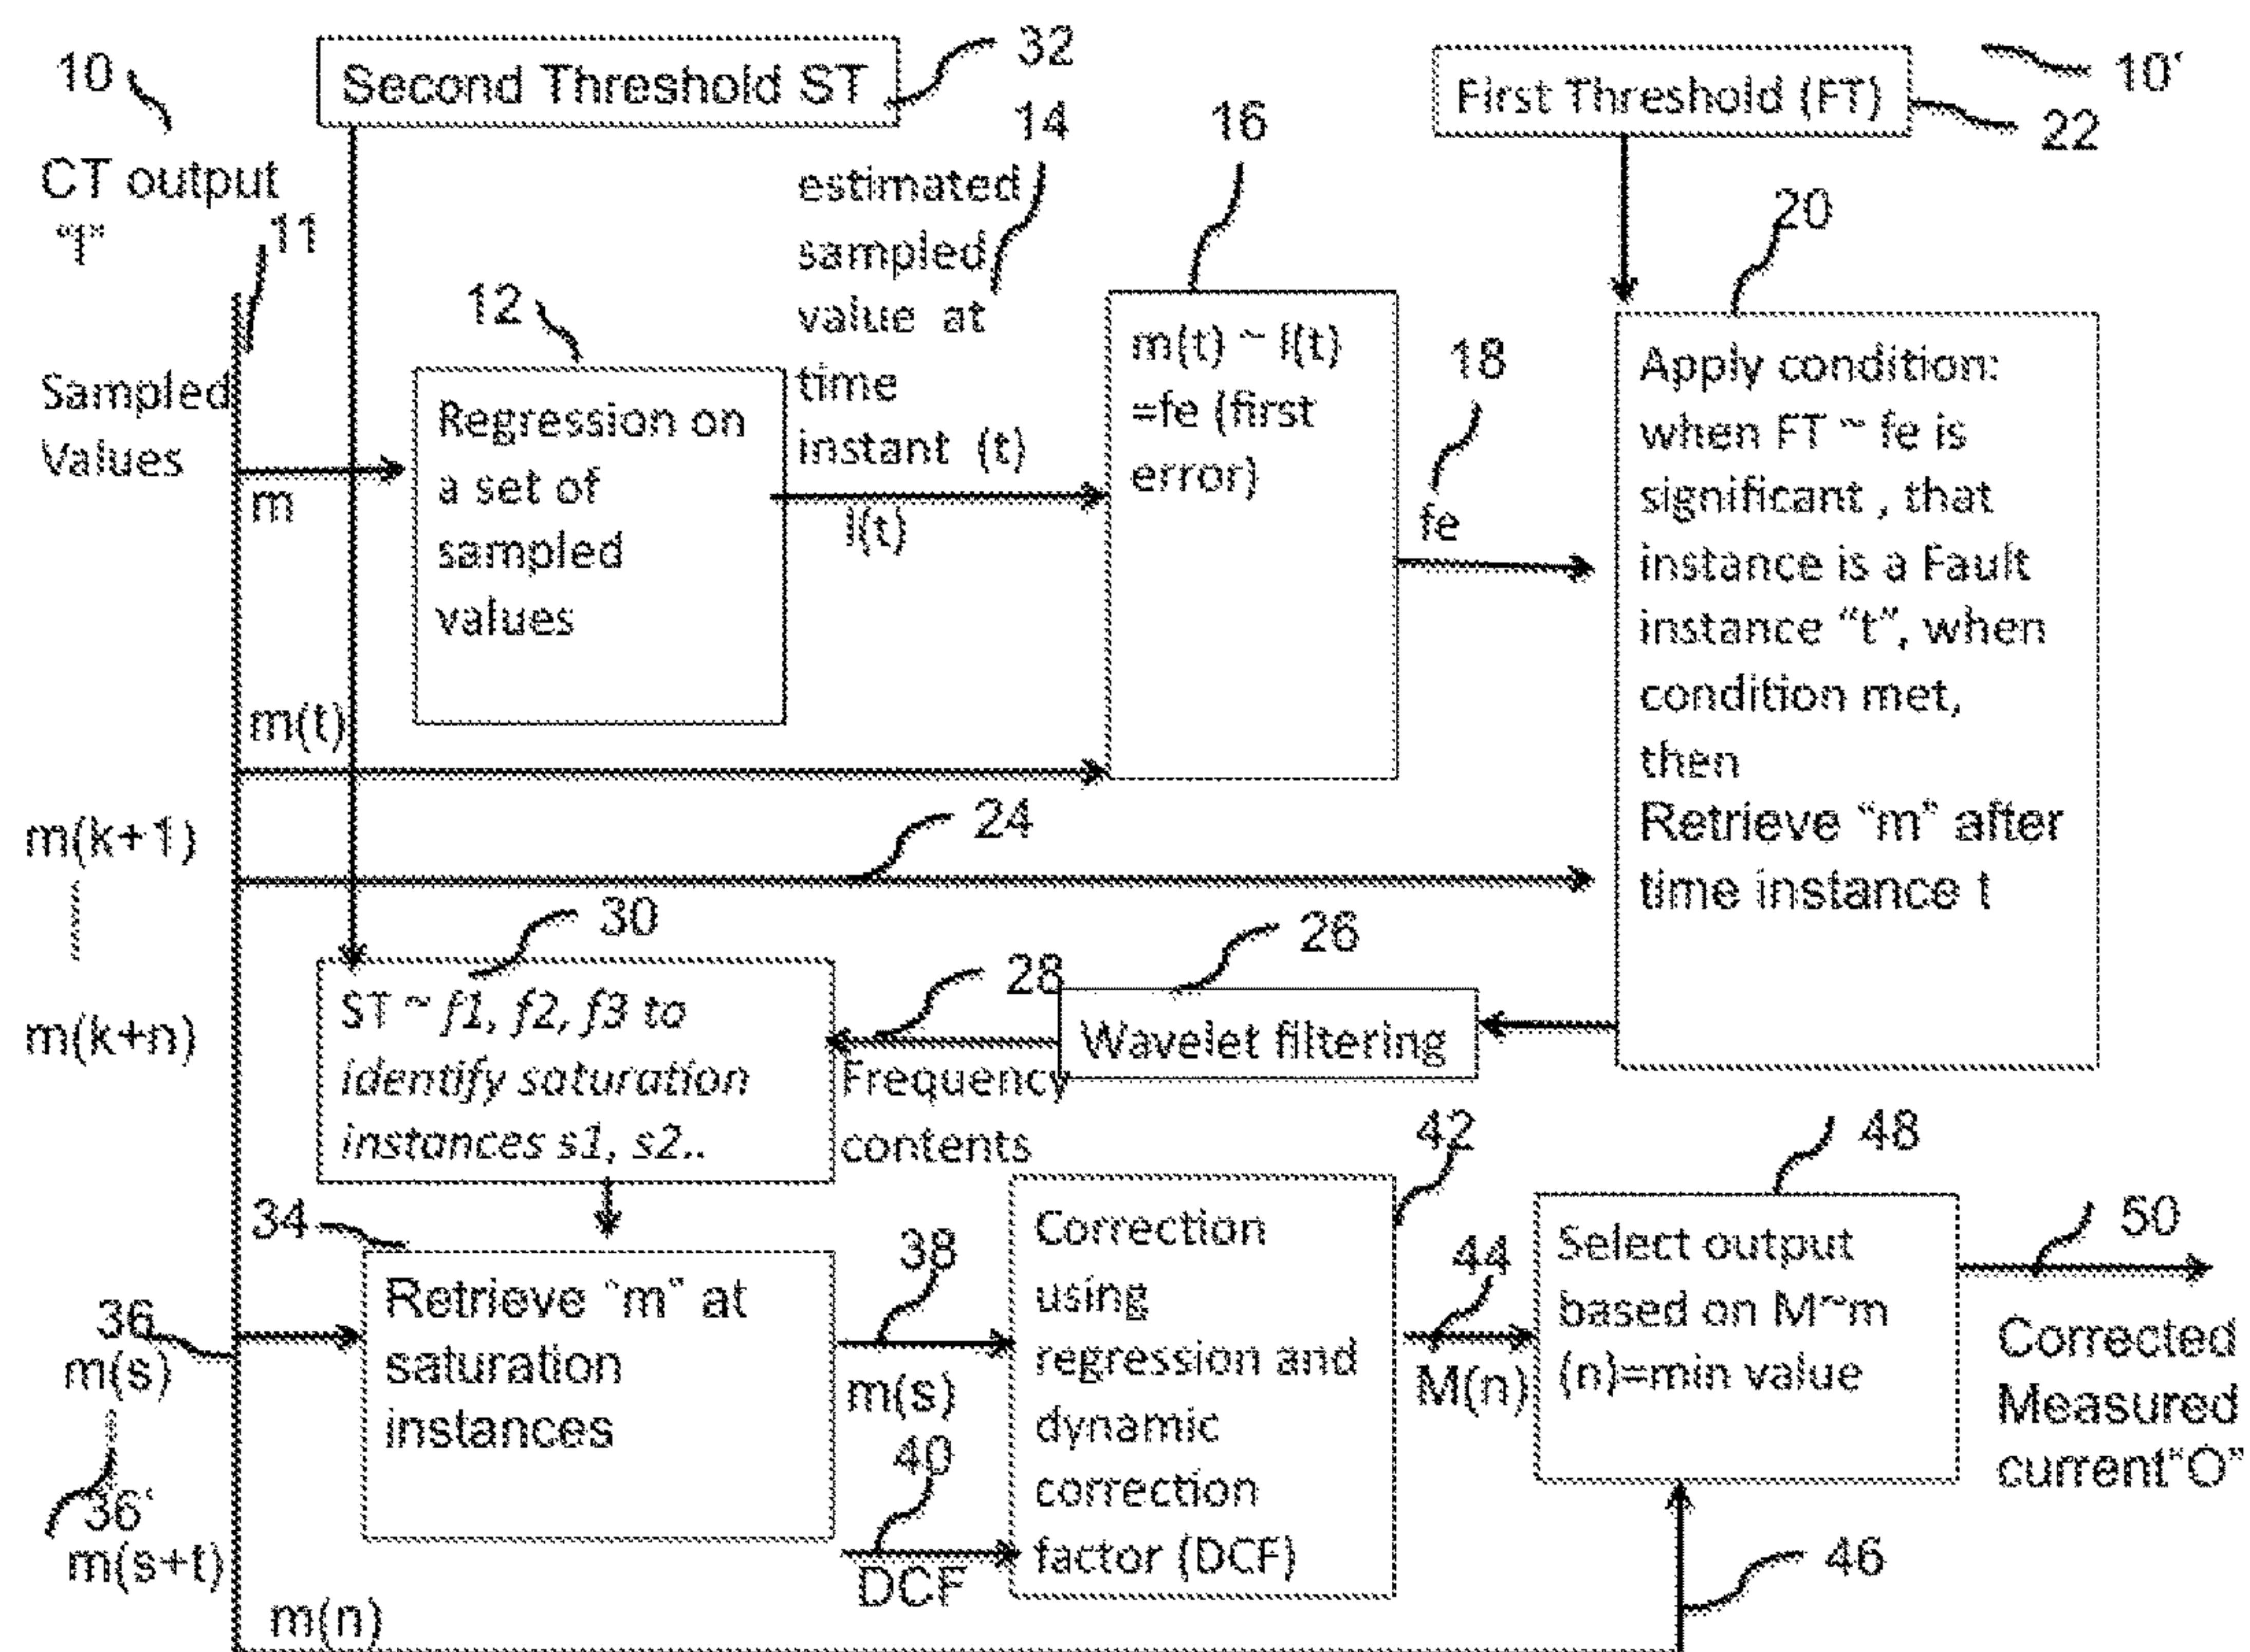 10
Second Threshold ST
32
First Threshold (FT)
10'
22
CT output
"I"
11
14
16
20
estimated
sampled
value at
time
instant (t)
12
Sampled
Values
m
Regression on
a set of
sampled
values
I(t)
m(t) ~ I(t)
=fe (first
error)
18
fe
Apply condition:
when FT ~ fe is
significant , that
instance is a Fault
instance "t", when
condition met,
then
Retrieve "m" after
time instance t
m(t)
24
m(k+1)
m(k+n)
30
28
26
ST ~ f1, f2, f3 to
identify saturation
instances s1, s2..
Frequency
contents
Wavelet filtering
34
42
48
50
36
m(s)
36'
m(s+t)
Retrieve "m" at
saturation
instances
38
m(s)
40
DCF
Correction
using
regression and
dynamic
correction
factor (DCF)
44
M(n)
Select output
based on M~m
(n)=min value
Corrected
Measured
current"O"
46
m(n)